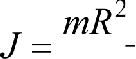 J = mR² –